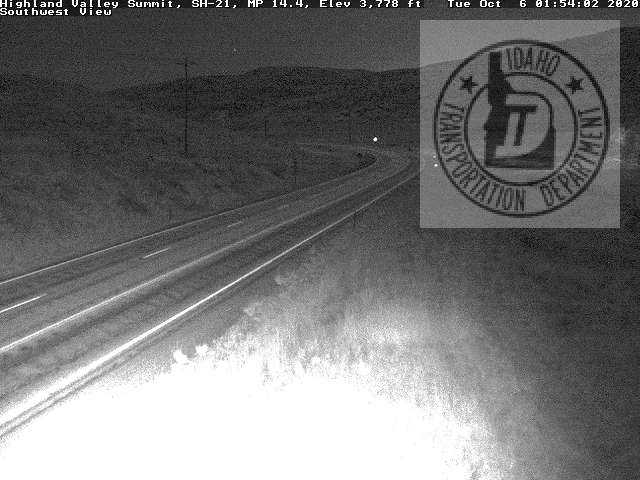 Highland Valley Summit, SH-21, MP 14.4, Elev 3,778 ft   Tue Oct  6 01:54:02 2020
Southwest View
IDAHO
TRANSPORTATION DEPARTMENT